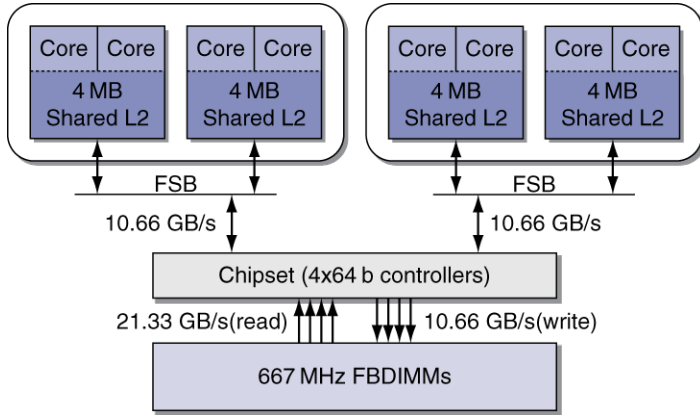 Core Core Core Core Core Core Core Core
4 MB 4 MB 4 MB 4 MB
Shared L2 Shared L2 Shared L2 Shared L2
FSB FSB
10.66 GB/s 10.66 GB/s
Chipset (4x64 b controllers)
21.33 GB/s(read) 10.66 GB/s(write)
667 MHz FBDIMMs